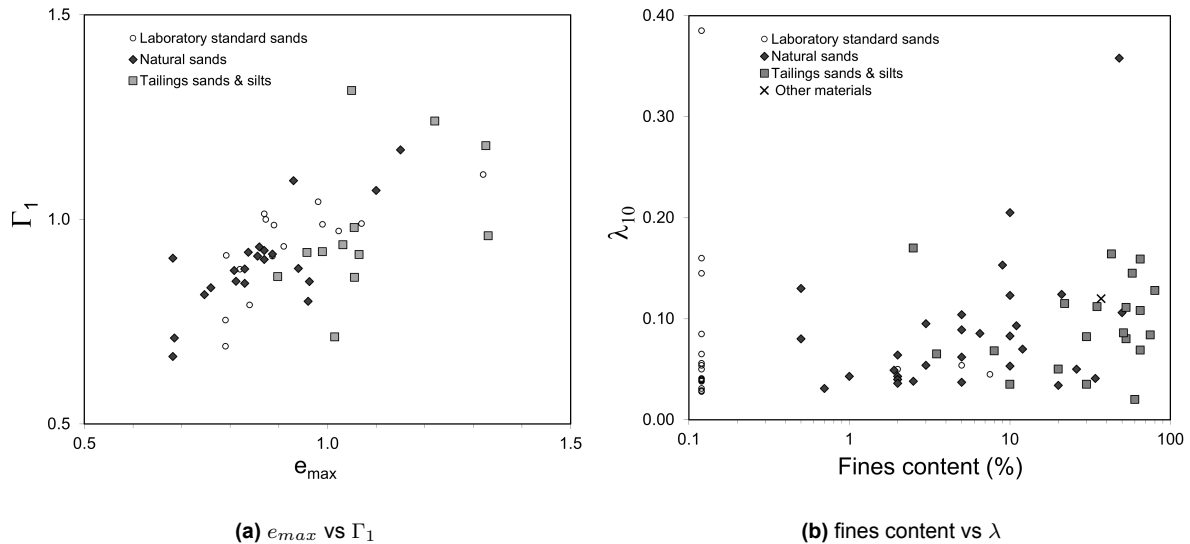 1.5
Laboratory standard sands
Natural sands
Tailings sands & silts
Γ1
1.0
0.5
0.5
1.0
1.5
emax
(a) emax vs Γ1
0.40
Laboratory standard sands
Natural sands
Tailings sands & silts
Other materials
0.30
λ10
0.20
0.10
0.00
0.1
1
10
100
Fines content (%)
(b) fines content vs λ